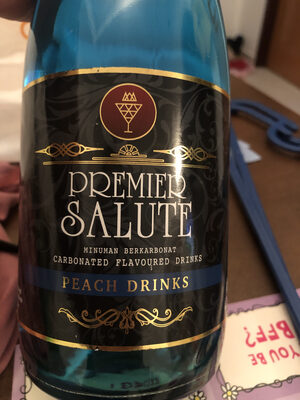 PREMIER
SALUTE
MINUMAN BERKARBONAT
CARBONATED FLAVOURED DRINKS
PEACH DRINKS
YOU BE
BFF?